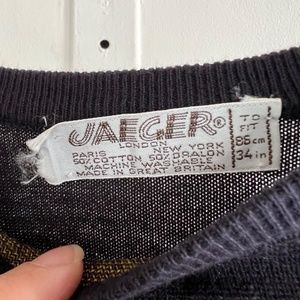 JAEGER®
LONDON
PARIS NEW YORK
50% COTTON 50% DRALON
MACHINE WASHABLE
MADE IN GREAT BRITAIN
TO
FIT
86 cm
34 in